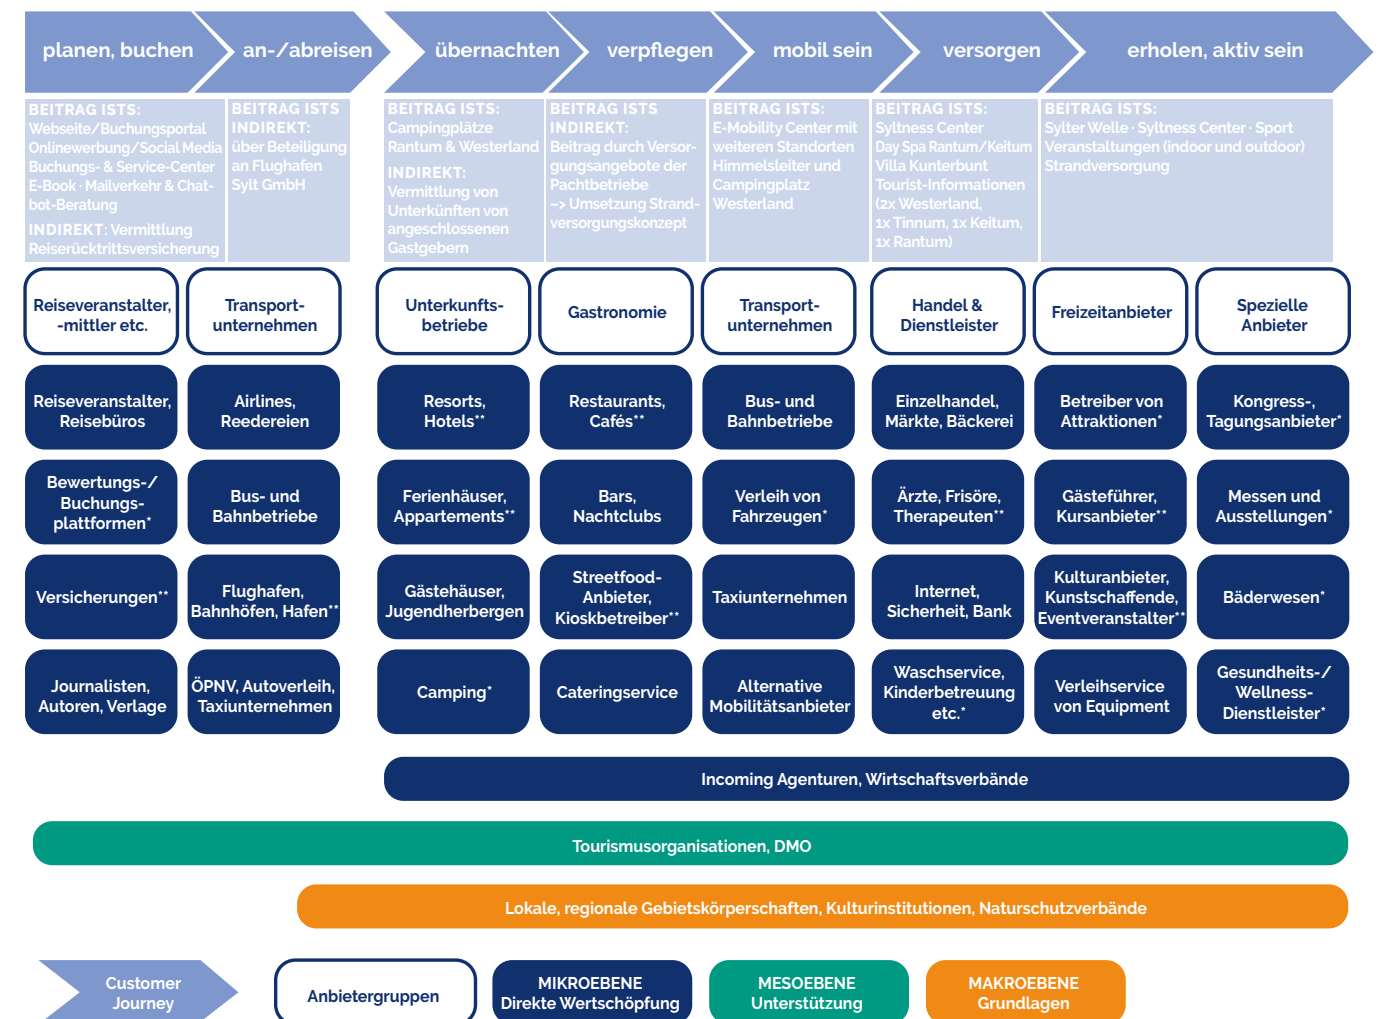 planen, buchen
an-/abreisen
übernachten
verpflegen
mobil sein
versorgen
erholen, aktiv sein
BEITRAG ISTS:
Webseite/Buchungsportal
Onlinewerbung/Social Media
Buchungs- & Service-Center
E-Book · Mailverkehr & Chat-
bot-Beratung
INDIREKT: Vermittlung
Reiserücktrittsversicherung
BEITRAG ISTS
INDIREKT:
über Beteiligung
an Flughafen
Sylt GmbH
BEITRAG ISTS:
Campingplätze
Rantum & Westerland
INDIREKT:
Vermittlung von
Unterkünften von
angeschlossenen
Gastgebern
BEITRAG ISTS
INDIREKT:
Beitrag durch Versor-
gungsangebote der
Pachtbetriebe
–> Umsetzung Strand-
versorgungskonzept
BEITRAG ISTS:
E-Mobility Center mit
weiteren Standorten
Himmelsleiter und
Campingplatz
Westerland
BEITRAG ISTS:
Syltness Center
Day Spa Rantum/Keitum
Villa Kunterbunt
Tourist-Informationen
(2x Westerland,
1x Tinnum, 1x Keitum,
1x Rantum)
BEITRAG ISTS:
Sylter Welle · Syltness Center · Sport
Veranstaltungen (indoor und outdoor)
Strandversorgung
Reiseveranstalter,
-mittler etc.
Transport-
unternehmen
Unterkunfts-
betriebe
Gastronomie
Transport-
unternehmen
Handel &
Dienstleister
Freizeitanbieter
Spezielle
Anbieter
Reiseveranstalter,
Reisebüros
Airlines,
Reedereien
Resorts,
Hotels**
Restaurants,
Cafés**
Bus- und
Bahnbetriebe
Einzelhandel,
Märkte, Bäckerei
Betreiber von
Attraktionen*
Kongress-,
Tagungsanbieter*
Bewertungs-/
Buchungs-
plattformen*
Bus- und
Bahnbetriebe
Ferienhäuser,
Appartements**
Bars,
Nachtclubs
Verleih von
Fahrzeugen*
Ärzte, Frisöre,
Therapeuten**
Gästeführer,
Kursanbieter**
Messen und
Ausstellungen*
Versicherungen**
Flughafen,
Bahnhöfen, Hafen**
Gästehäuser,
Jugendherbergen
Streetfood-
Anbieter,
Kioskbetreiber**
Taxiunternehmen
Internet,
Sicherheit, Bank
Kulturanbieter,
Kunstschaffende,
Eventveranstalter**
Bäderwesen*
Journalisten,
Autoren, Verlage
ÖPNV, Autoverleih,
Taxiunternehmen
Camping*
Cateringservice
Alternative
Mobilitätsanbieter
Waschservice,
Kinderbetreuung
etc.*
Verleihservice
von Equipment
Gesundheits-/
Wellness-
Dienstleister*
Incoming Agenturen, Wirtschaftsverbände
Tourismusorganisationen, DMO
Lokale, regionale Gebietskörperschaften, Kulturinstitutionen, Naturschutzverbände
Customer
Journey
Anbietergruppen
MIKROEBENE
Direkte Wertschöpfung
MESOEBENE
Unterstützung
MAKROEBENE
Grundlagen